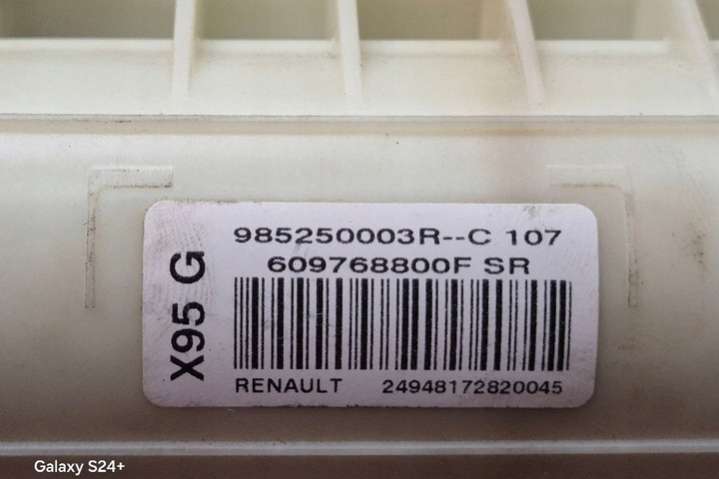 X95 G
985250003R--C 107
609768800F SR
RENAULT 24948172820045
Galaxy S24+